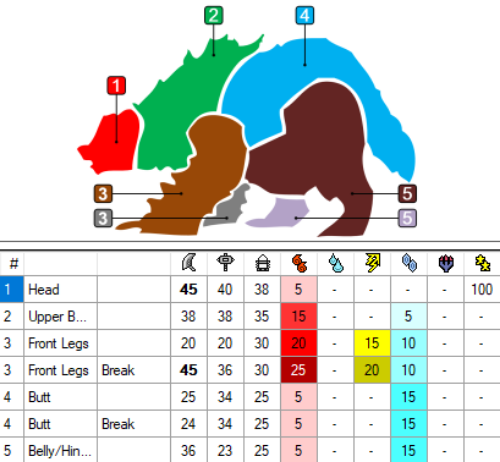 2
4
1
3
5
3
5
#
1 Head 45 40 38 5 - - - - 100
2 Upper B... 38 38 35 15 - - 5 - -
3 Front Legs 20 20 30 20 - 15 10 - -
3 Front Legs Break 45 36 30 25 - 20 10 - -
4 Butt 25 34 25 5 - - 15 - -
4 Butt Break 24 34 25 5 - - 15 - -
5 Belly/Hin... 36 23 25 5 - - 15 - -